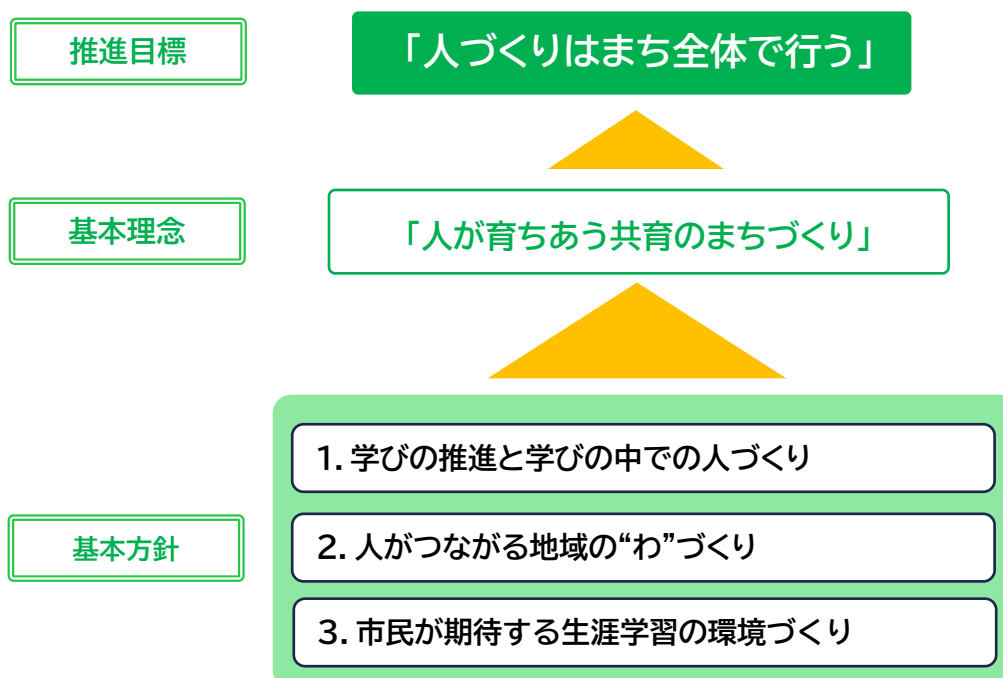 推進目標
「人づくりはまち全体で行う」
基本理念
「人が育ちあう共育のまちづくり」
基本方針
1. 学びの推進と学びの中での人づくり
2. 人がつながる地域の“わ”づくり
3. 市民が期待する生涯学習の環境づくり